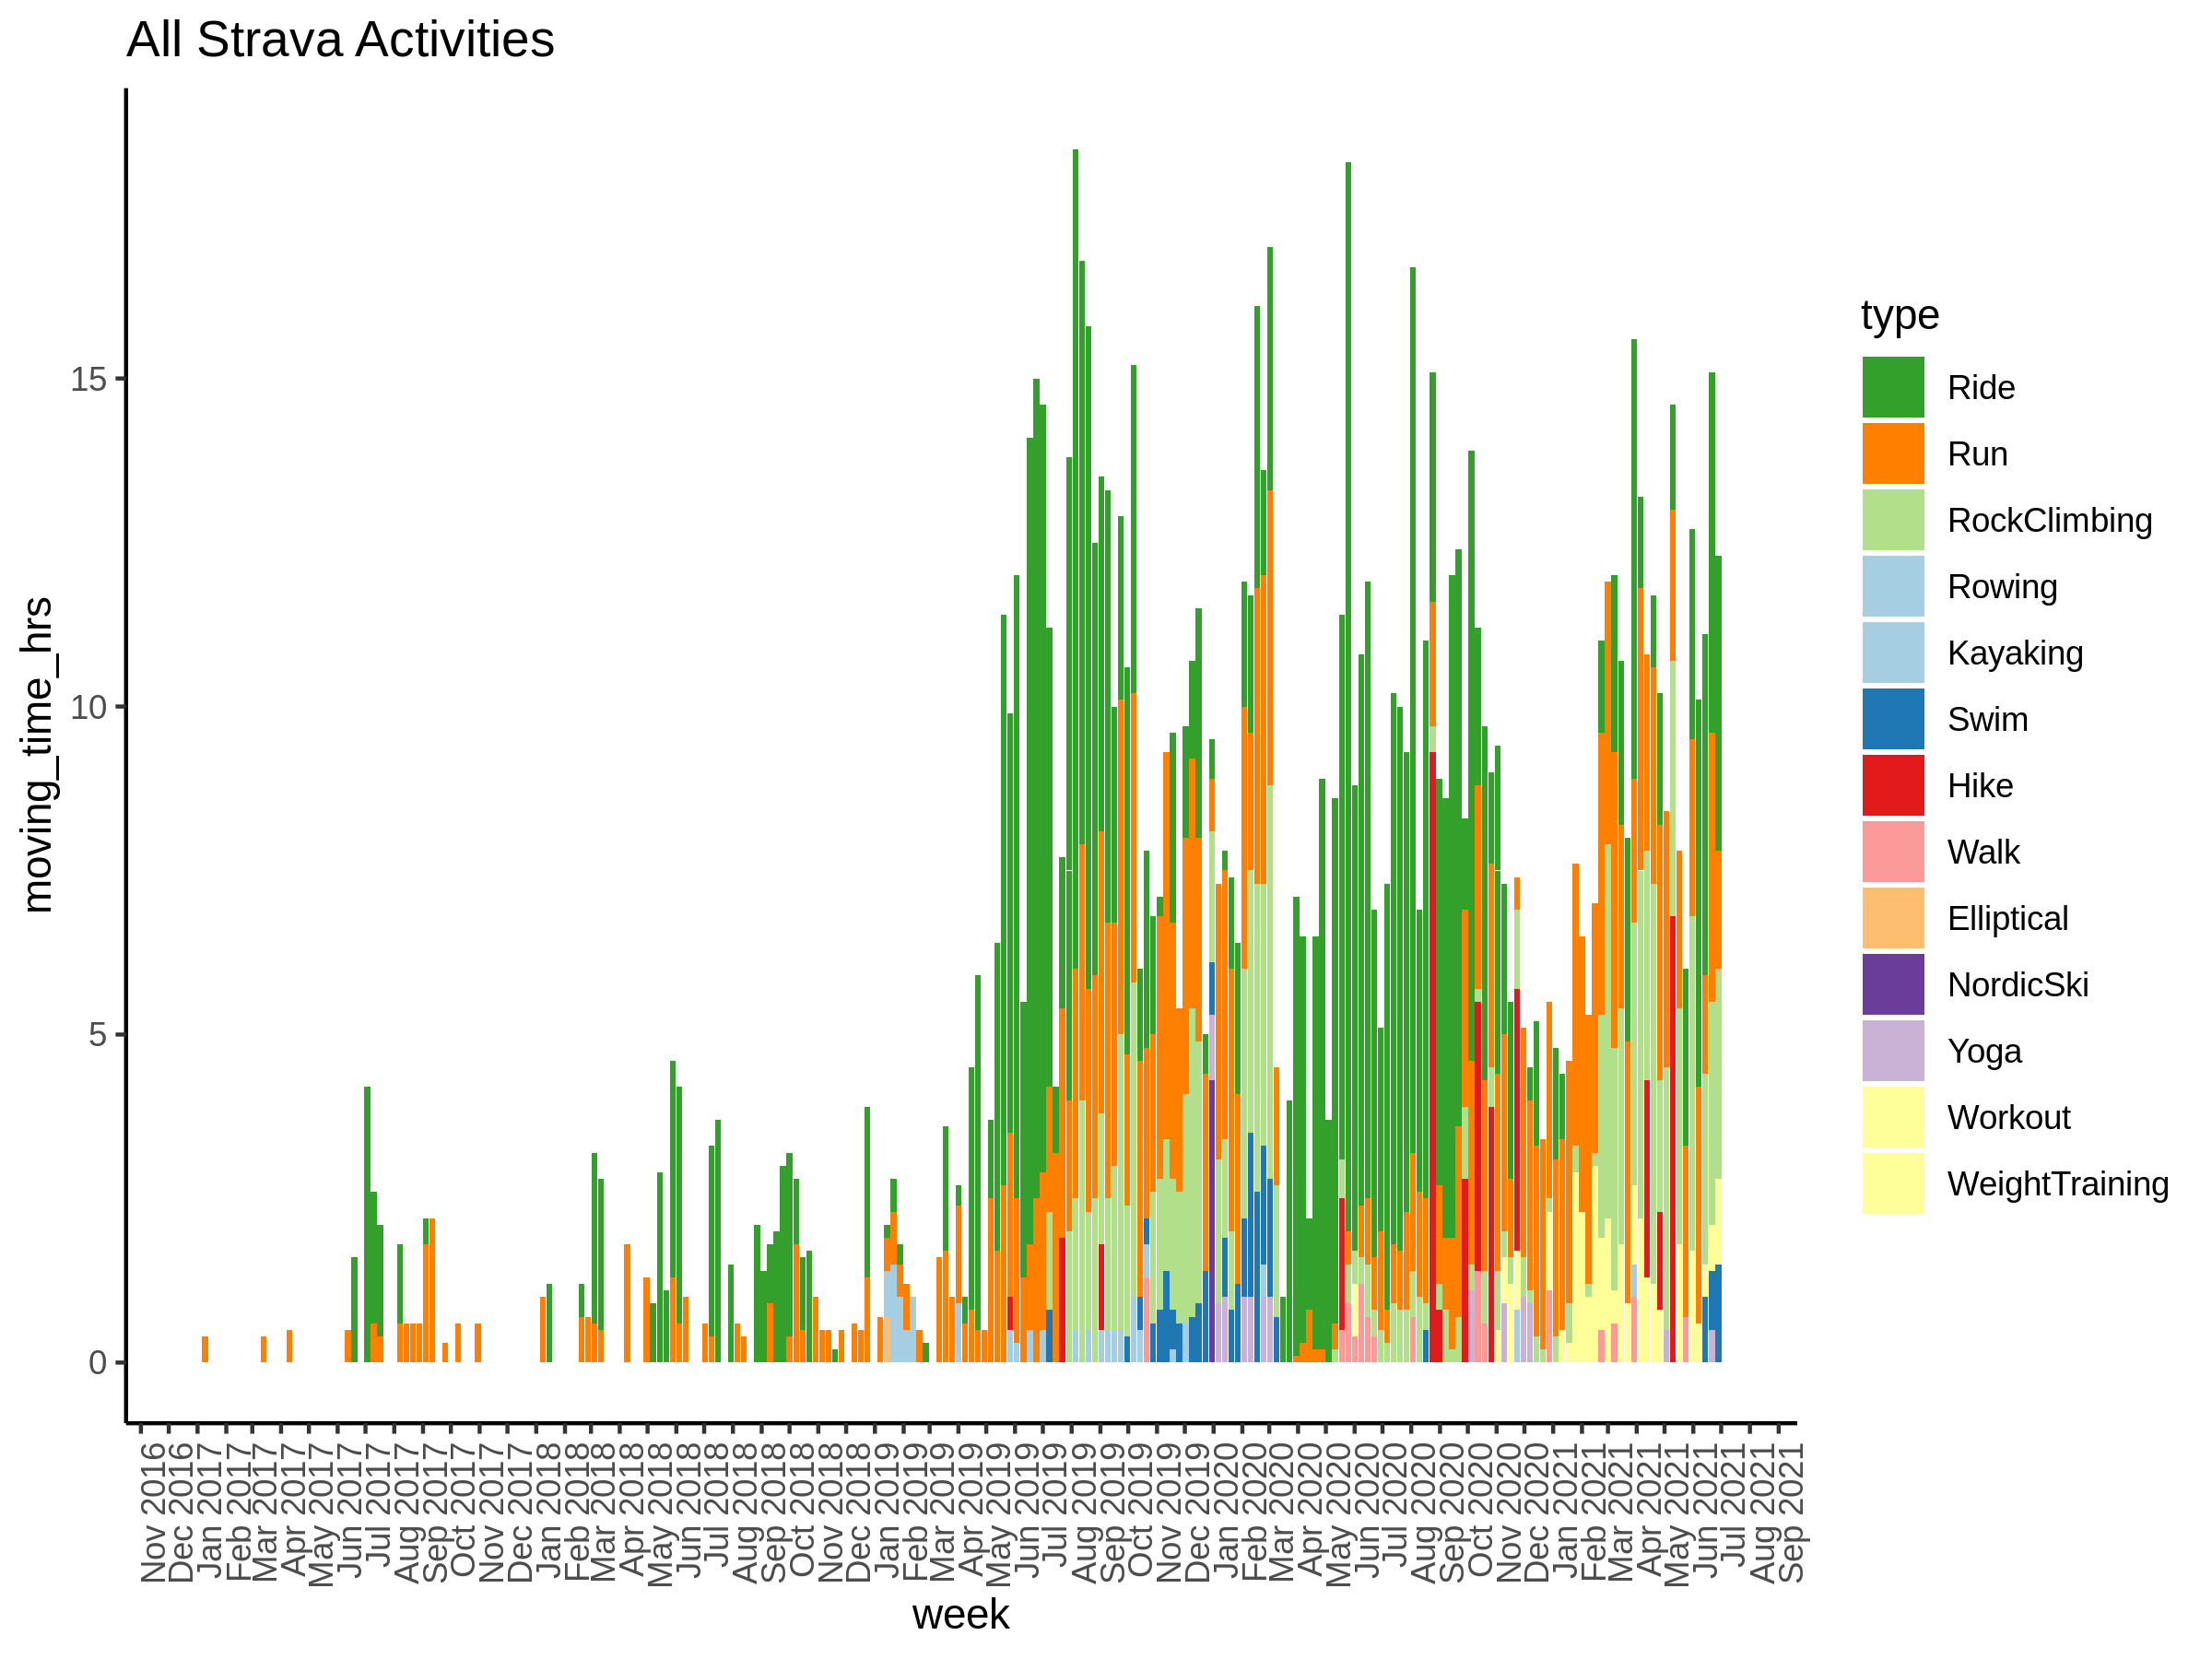 All Strava Activities
moving_time_hrs
15
10
5
0
Nov 2016
Dec 2016
Jan 2017
Feb 2017
Mar 2017
Apr 2017
May 2017
Jun 2017
Jul 2017
Aug 2017
Sep 2017
Oct 2017
Nov 2017
Dec 2017
Jan 2018
Feb 2018
Mar 2018
Apr 2018
May 2018
Jun 2018
Jul 2018
Aug 2018
Sep 2018
Oct 2018
Nov 2018
Dec 2018
Jan 2019
Feb 2019
Mar 2019
Apr 2019
May 2019
Jun 2019
Jul 2019
Aug 2019
Sep 2019
Oct 2019
Nov 2019
Dec 2019
Jan 2020
Feb 2020
Mar 2020
Apr 2020
May 2020
Jun 2020
Jul 2020
Aug 2020
Sep 2020
Oct 2020
Nov 2020
Dec 2020
Jan 2021
Feb 2021
Mar 2021
Apr 2021
May 2021
Jun 2021
Jul 2021
Aug 2021
Sep 2021
week
type
Ride
Run
RockClimbing
Rowing
Kayaking
Swim
Hike
Walk
Elliptical
NordicSki
Yoga
Workout
WeightTraining